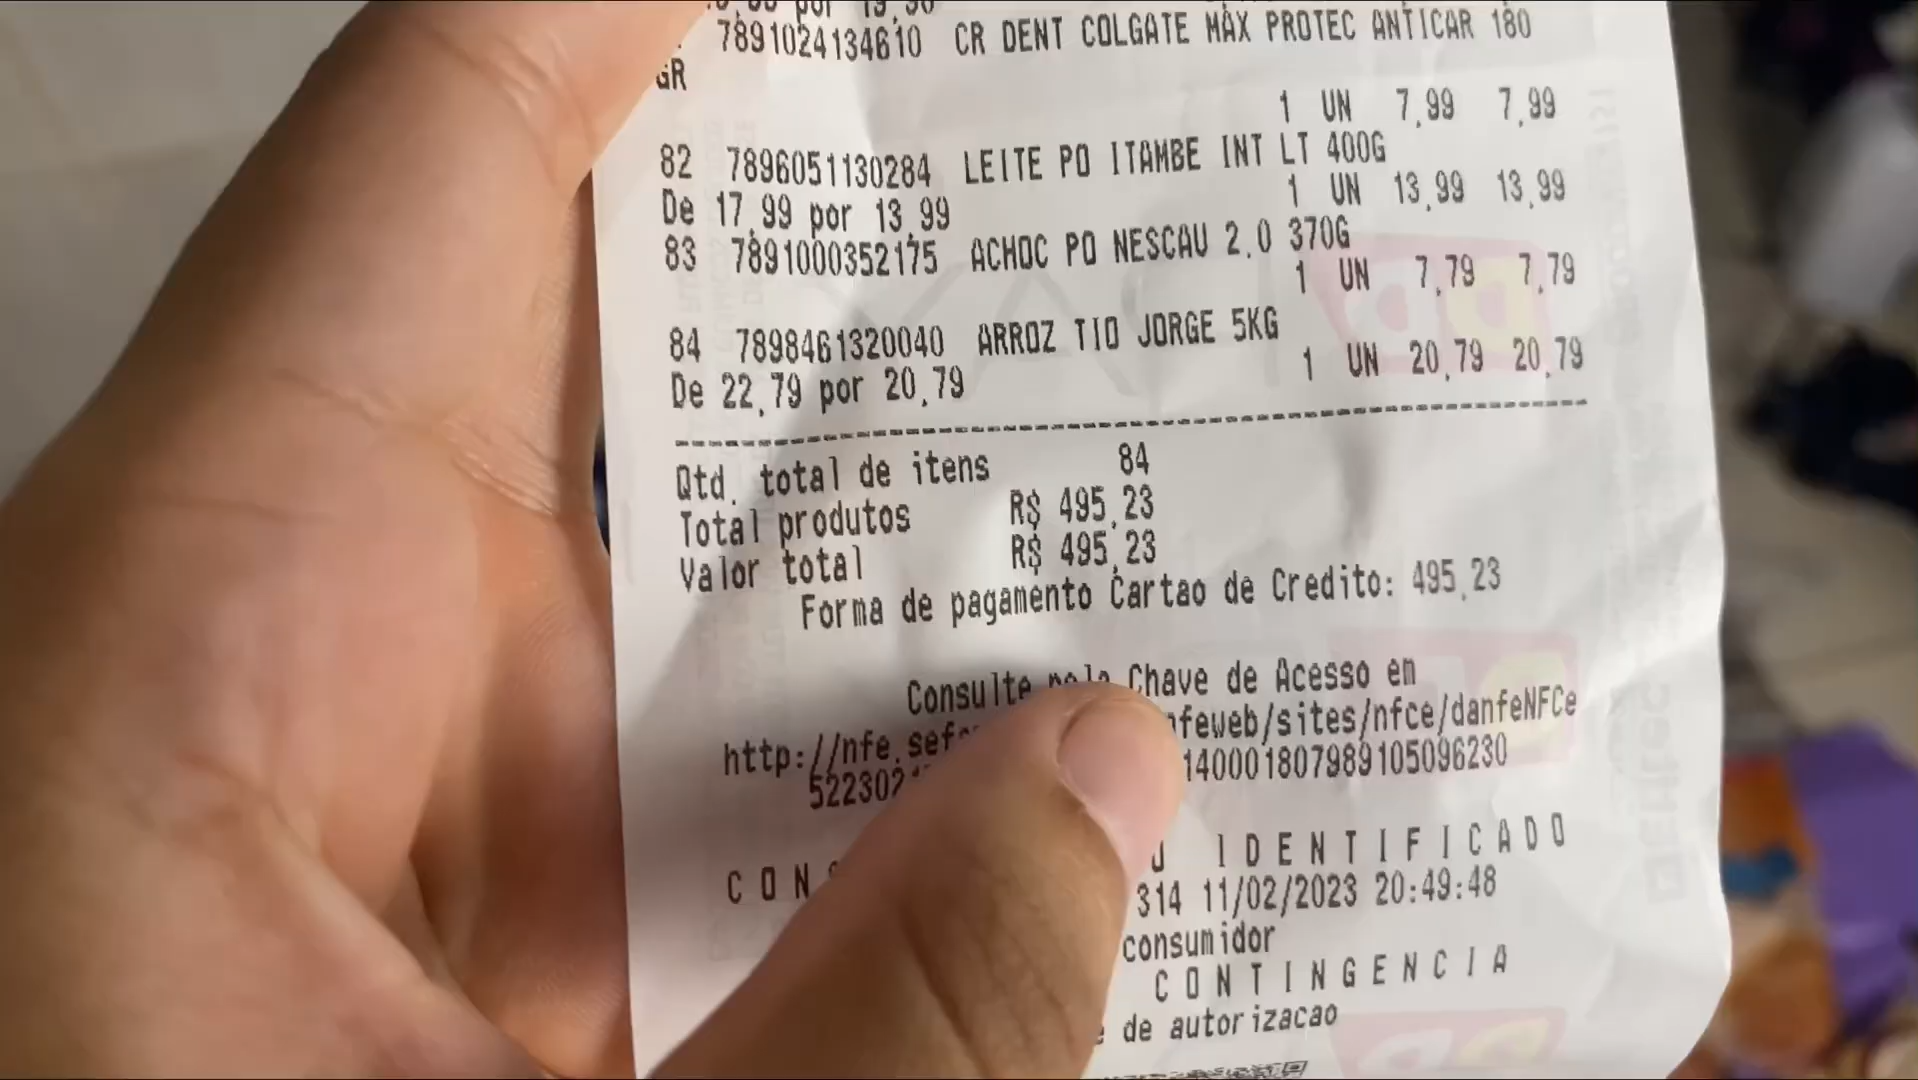 por 19,90
7891024134610 CR DENT COLGATE MAX PROTEC ANTICAR 180
GR
1 UN 7,99 7,99
82 7896051130284 LEITE PO ITAMBE INT LT 400G
1 UN 13,99 13,99
De 17,99 por 13,99
83 7891000352175 ACHOC PO NESCAU 2.0 370G
1 UN 7,79 7,79
84 7898461320040 ARROZ TIO JORGE 5KG
1 UN 20,79 20,79
De 22,79 por 20,79
Qtd. total de itens 84
Total produtos R$ 495,23
Valor total R$ 495,23
Forma de pagamento Cartao de Credito: 495,23
Consulte pela Chave de Acesso em
http://nfe.sef nfeweb/sites/nfce/danfeNFCe
522302 140001807989105096230
CON IDENTIFICADO
314 11/02/2023 20:49:48
consumidor
CONTINGENCIA
de autorizacao